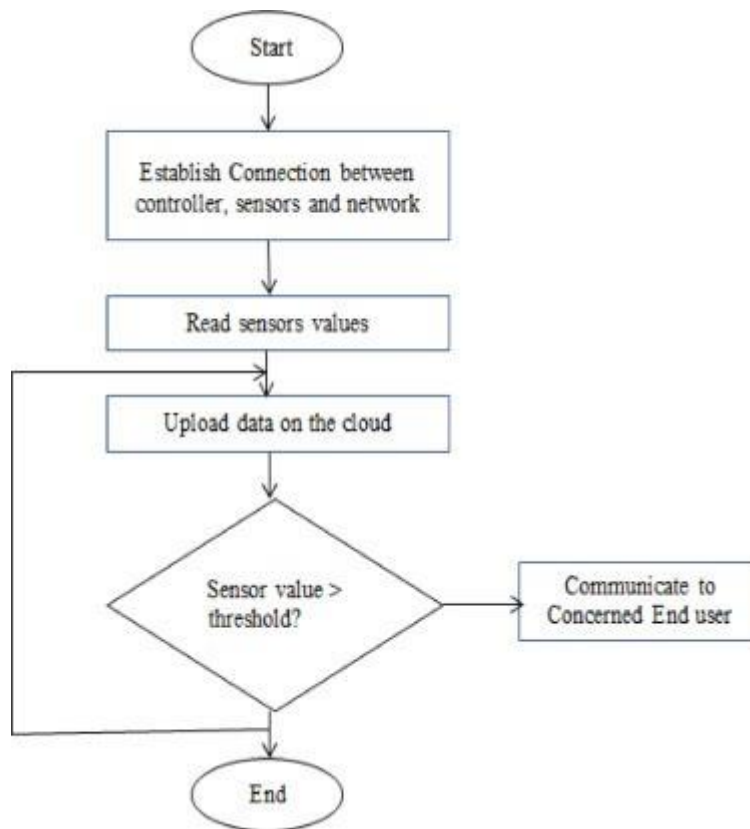 Start
Establish Connection between
controller, sensors and network
Read sensors values
Upload data on the cloud
Sensor value >
threshold?
Communicate to
Concerned End user
End